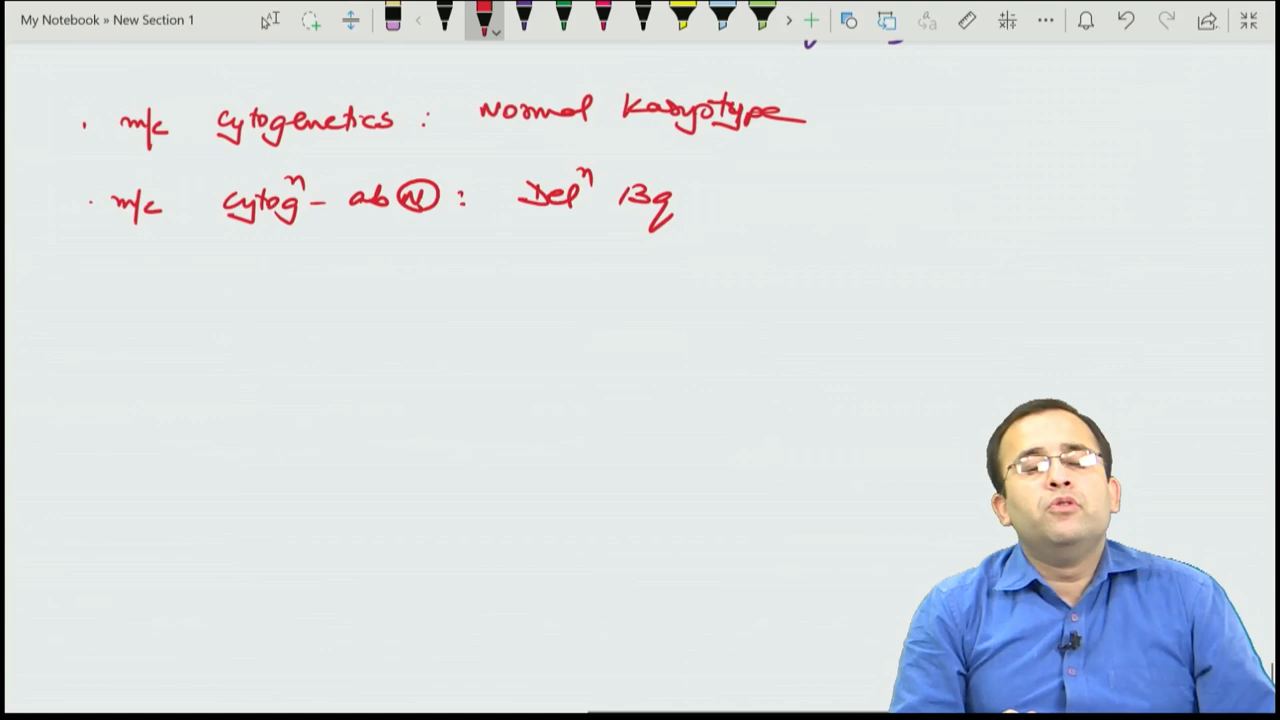 My Notebook » New Section 1
· m/c cytogenetics : Normal Karyotype
· m/c cytogⁿ - ab N : Delⁿ 13q